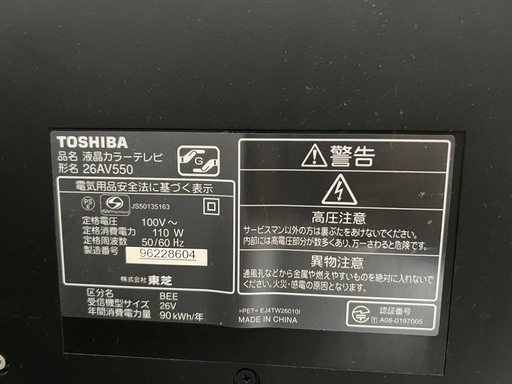 TOSHIBA
品名 液晶カラーテレビ
形名 26AV550
G
電気用品安全法に基づく表示
PS
E
JS50135163
定格電圧 100V～
定格消費電力 110 W
定格周波数 50/60 Hz
製造番号 96228604
株式会社 東芝
区分名 BEE
受信機型サイズ 26V
年間消費電力量 90 kWh/年
警告
高圧注意
サービスマン以外の方は裏ぶたをあけないでください。
内部には高電圧部分が数多くあり、万一さわると危険です。
異物注意
通風孔などから金属や燃えやすいもの等を入れないで
ください。火災・感電の原因となります。
>PET< EJ4TW26010I
MADE IN CHINA
認証番号
A08-0197005